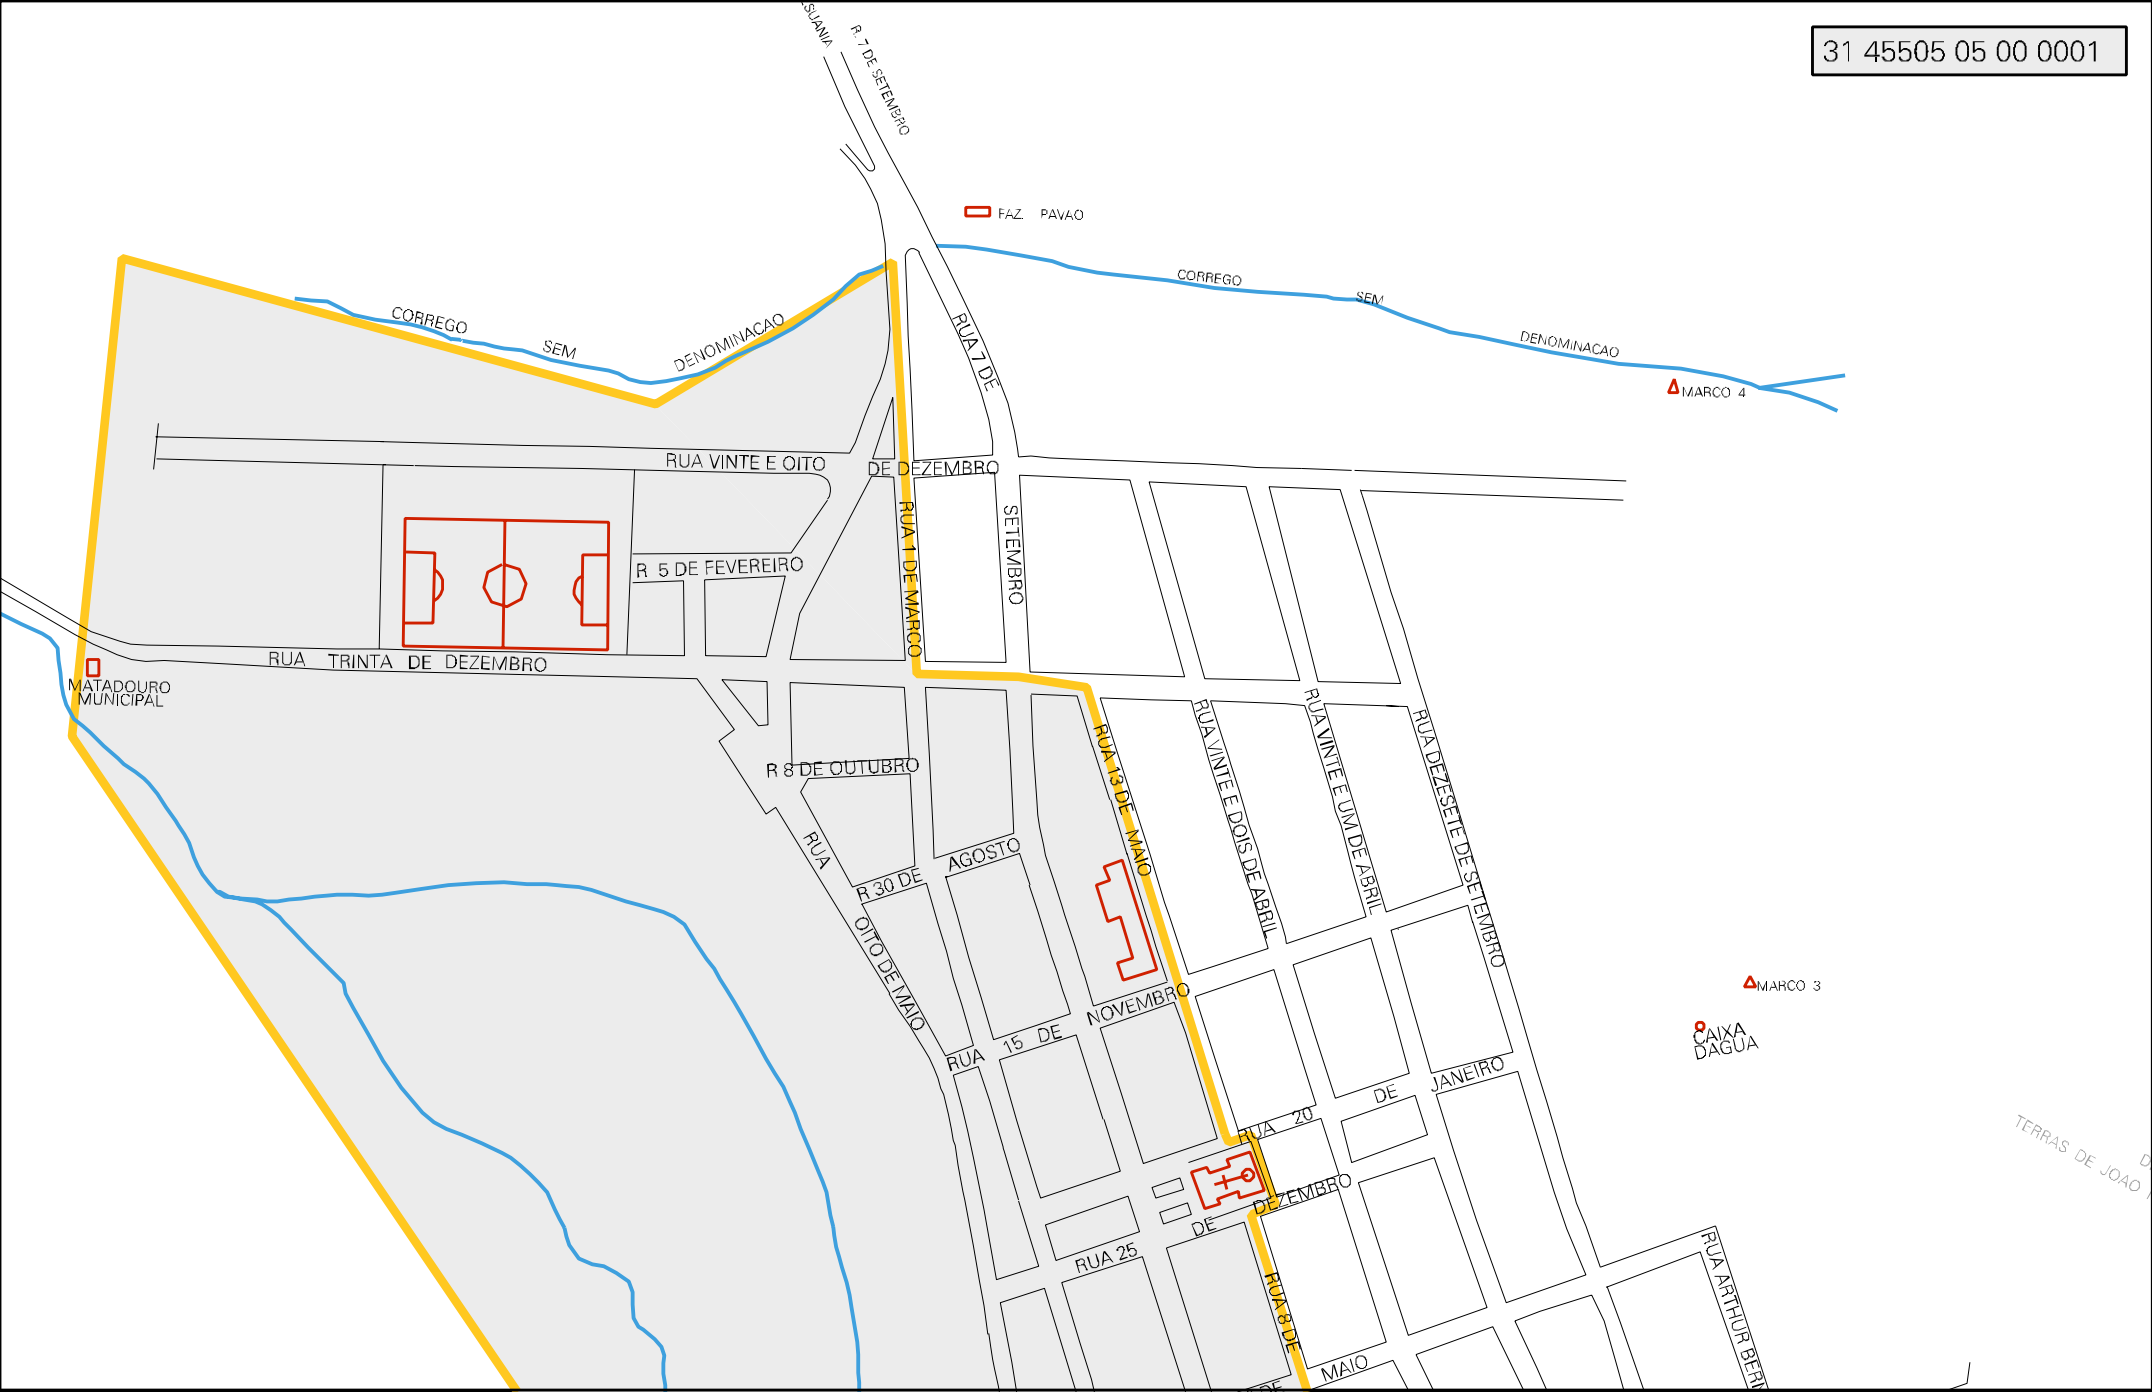 R. 7 DE SETEMBRO
31 45505 05 00 0001
FAZ. PAVAO
CORREGO SEM DENOMINACAO
CORREGO SEM DENOMINACAO
MARCO 4
RUA 7 DE SETEMBRO
RUA VINTE E OITO DE DEZEMBRO
RUA 1 DE MARCO
R 5 DE FEVEREIRO
RUA TRINTA DE DEZEMBRO
MATADOURO
MUNICIPAL
R 8 DE OUTUBRO
RUA 13 DE MAIO
RUA VINTE E DOIS DE ABRIL
RUA VINTE E UM DE ABRIL
RUA DEZESETE DE SETEMBRO
RUA OITO DE MAIO
R 30 DE AGOSTO
RUA 15 DE NOVEMBRO
MARCO 3
CAIXA
DAGUA
RUA 20 DE JANEIRO
TERRAS DE JOAO
RUA 25 DE DEZEMBRO
RUA 8 DE MAIO
RUA ARTHUR BERN
DE